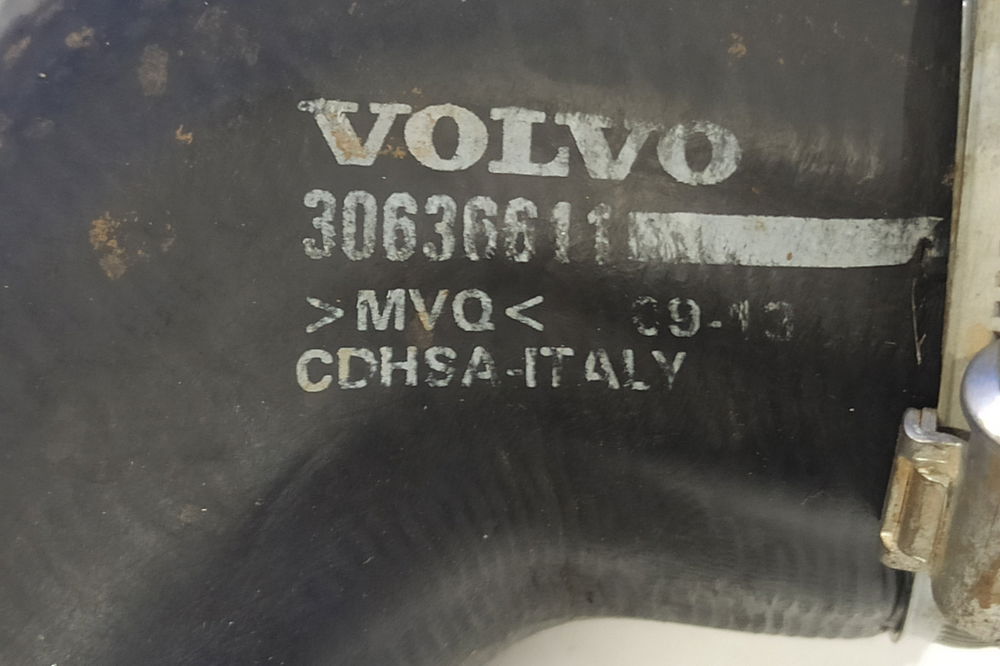 VOLVO
30636611
>MVQ<
CDHSA-ITALY